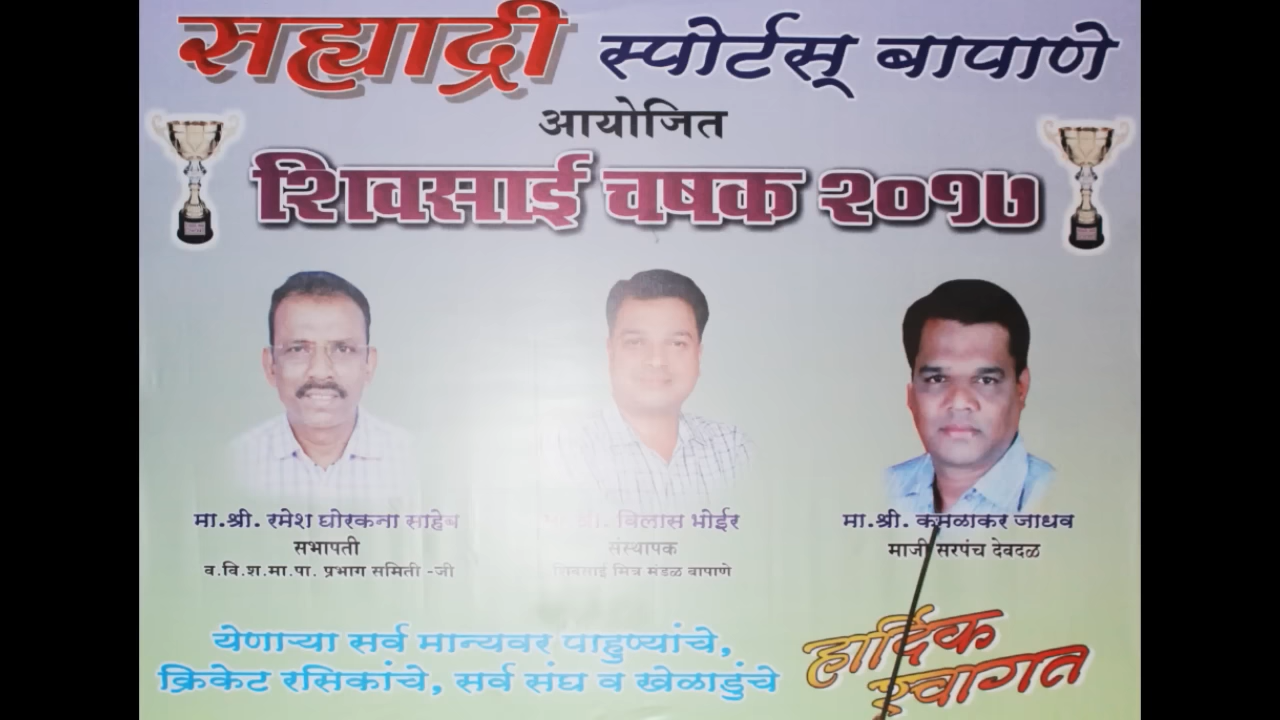 सह्याद्री स्पोर्टस् बापाणे
आयोजित
शिवसाई चषक २०१७
मा.श्री. रमेश घोरकना साहेब
सभापती
व.वि.श.मा.पा. प्रभाग समिती -जी
विलास भोईर
संस्थापक
शिवसाई मित्र मंडळ बापाणे
मा.श्री. कमळाकर जाधव
माजी सरपंच देवदळ
येणाऱ्या सर्व मान्यवर पाहुण्यांचे,
क्रिकेट रसिकांचे, सर्व संघ व खेळाडुंचे
हार्दिक
स्वागत